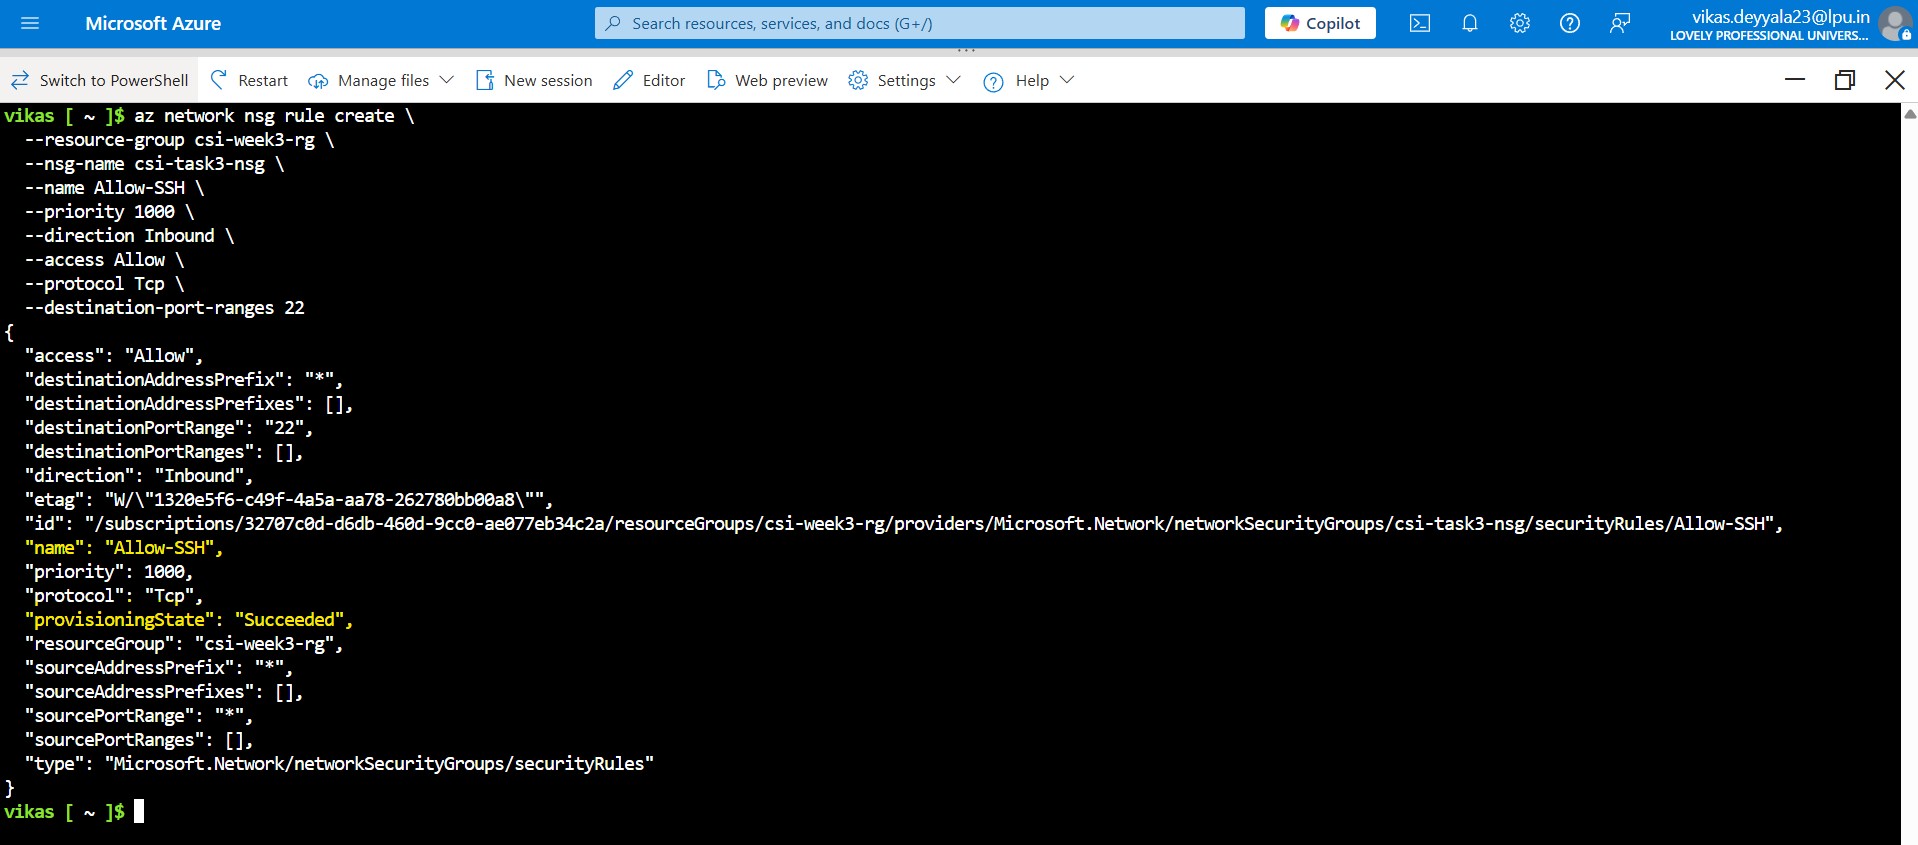 Microsoft Azure
Search resources, services, and docs (G+/)
Copilot
vikas.deyyala23@lpu.in
LOVELY PROFESSIONAL UNIVERS...
Switch to PowerShell
Restart
Manage files
New session
Editor
Web preview
Settings
Help
vikas [ ~ ]$ az network nsg rule create \
  --resource-group csi-week3-rg \
  --nsg-name csi-task3-nsg \
  --name Allow-SSH \
  --priority 1000 \
  --direction Inbound \
  --access Allow \
  --protocol Tcp \
  --destination-port-ranges 22
{
  "access": "Allow",
  "destinationAddressPrefix": "*",
  "destinationAddressPrefixes": [],
  "destinationPortRange": "22",
  "destinationPortRanges": [],
  "direction": "Inbound",
  "etag": "W/\"1320e5f6-c49f-4a5a-aa78-262780bb00a8\"",
  "id": "/subscriptions/32707c0d-d6db-460d-9cc0-ae077eb34c2a/resourceGroups/csi-week3-rg/providers/Microsoft.Network/networkSecurityGroups/csi-task3-nsg/securityRules/Allow-SSH",
  "name": "Allow-SSH",
  "priority": 1000,
  "protocol": "Tcp",
  "provisioningState": "Succeeded",
  "resourceGroup": "csi-week3-rg",
  "sourceAddressPrefix": "*",
  "sourceAddressPrefixes": [],
  "sourcePortRange": "*",
  "sourcePortRanges": [],
  "type": "Microsoft.Network/networkSecurityGroups/securityRules"
}
vikas [ ~ ]$